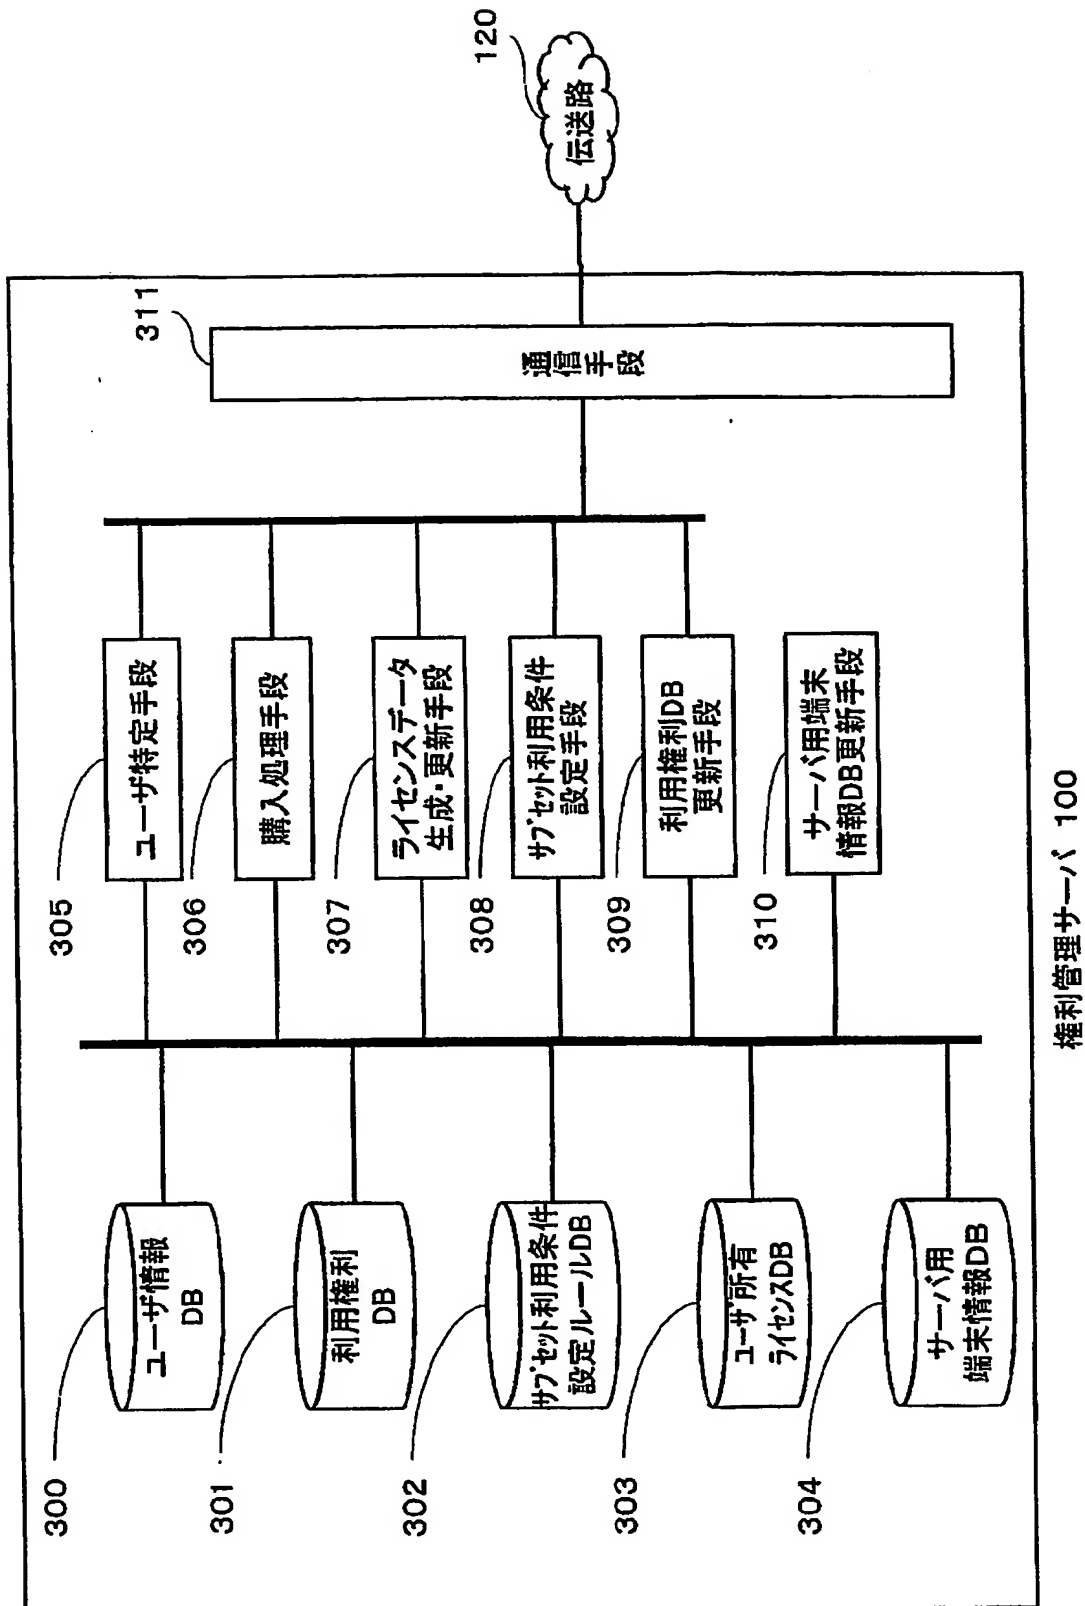 300
ユーザ情報
DB
301
利用権利
DB
302
サブセット利用条件
設定ルールDB
303
ユーザ所有
ライセンスDB
304
サーバ用
端末情報DB
305
ユーザ特定手段
306
購入処理手段
307
ライセンスデータ
生成・更新手段
308
サブセット利用条件
設定手段
309
利用権利DB
更新手段
310
サーバ用端末
情報DB更新手段
311
通信手段
120
伝送路
権利管理サーバ 100